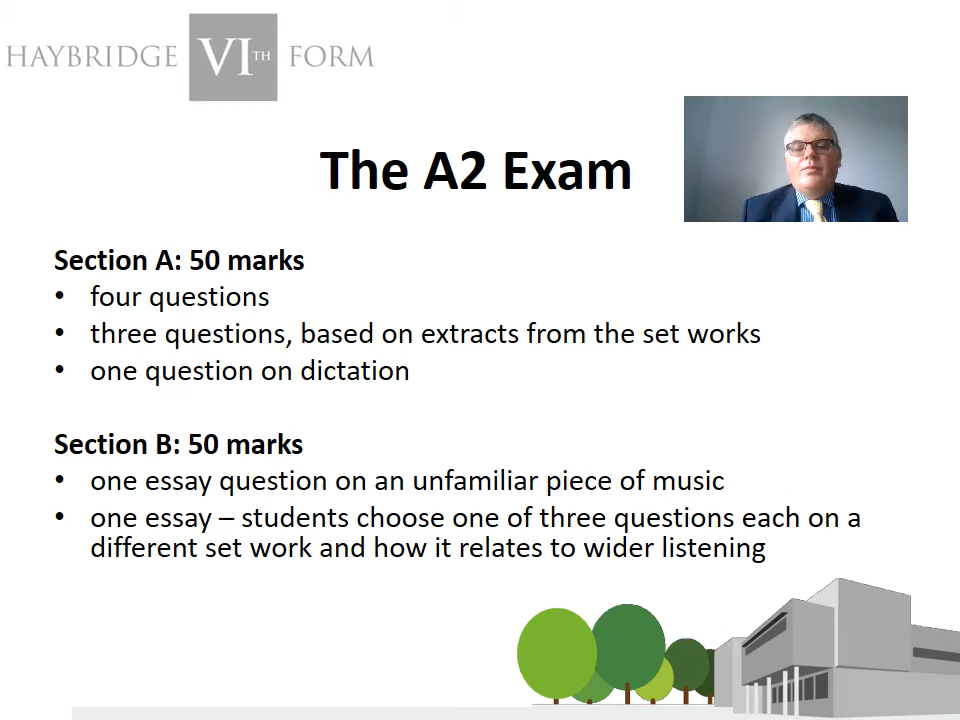 HAYBRIDGE VITH FORM
The A2 Exam
Section A: 50 marks
• four questions
• three questions, based on extracts from the set works
• one question on dictation
Section B: 50 marks
• one essay question on an unfamiliar piece of music
• one essay – students choose one of three questions each on a
different set work and how it relates to wider listening